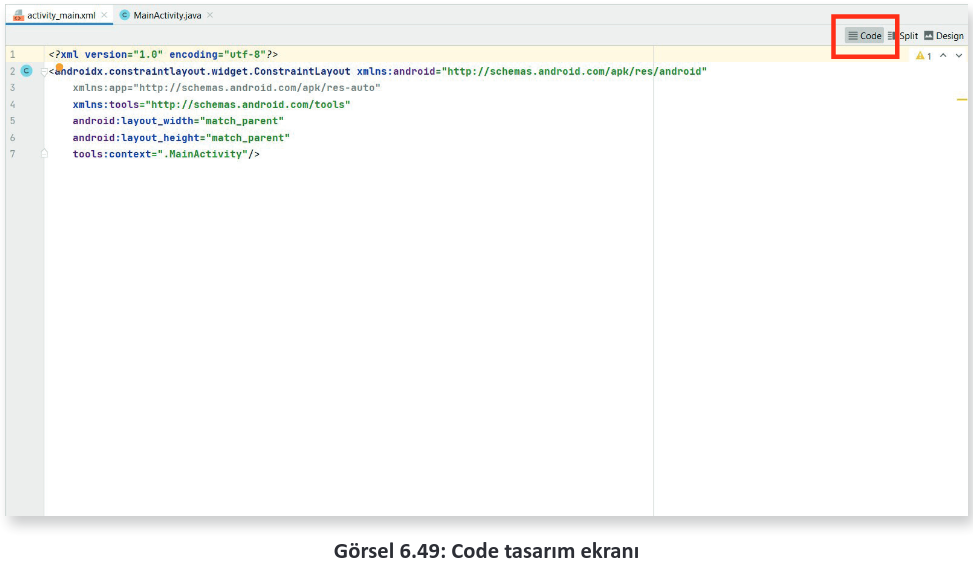 activity_main.xml × MainActivity.java ×
Code Split Design
1 <?xml version="1.0" encoding="utf-8"?>
1
2 <androidx.constraintlayout.widget.ConstraintLayout xmlns:android="http://schemas.android.com/apk/res/android"
3 xmlns:app="http://schemas.android.com/apk/res-auto"
4 xmlns:tools="http://schemas.android.com/tools"
5 android:layout_width="match_parent"
6 android:layout_height="match_parent"
7 tools:context=".MainActivity"/>
Görsel 6.49: Code tasarım ekranı